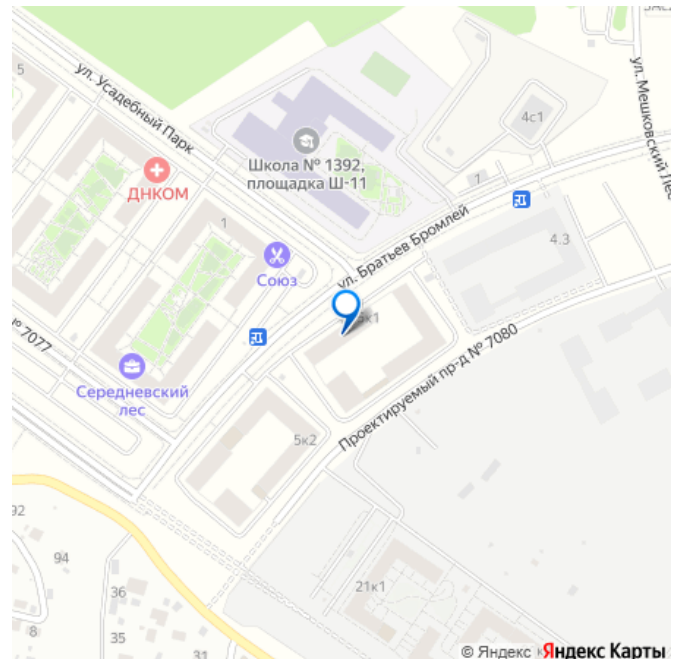 5
ул. Усадебный Парк
ул. Мешковский Лес
4с1
Школа № 1392,
площадка Ш-11
ДНКОМ
1
1
ул. Братьев Бромлей
4.3
Союз
5к1
№ 7077
Проектируемый пр-д № 7080
Середневский
лес
5к2
92
94
36
21к1
8
35
31
© Яндекс
Яндекс Карты